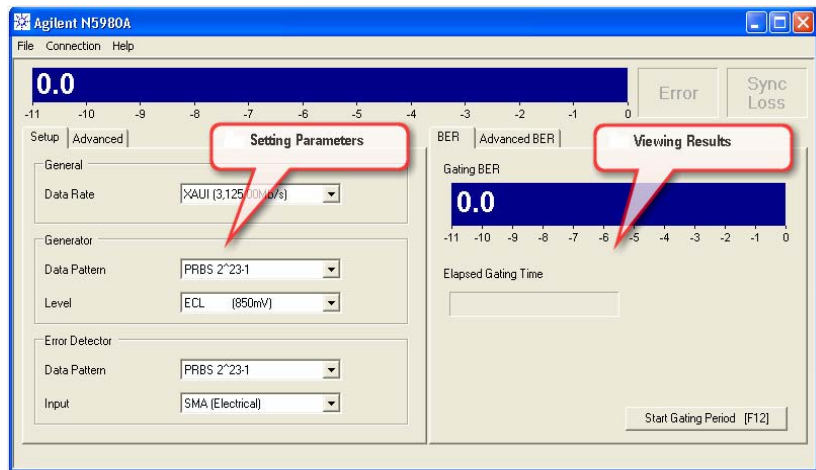 Agilent N5980A
File Connection Help
0.0
-11 -10 -9 -8 -7 -6 -5 -4 -3 -2 -1 0
Error
Sync Loss
Setup Advanced
Setting Parameters
General
Data Rate XAUI (3,125.00Mb/s)
Generator
Data Pattern PRBS 2^23-1
Level ECL (850mV)
Error Detector
Data Pattern PRBS 2^23-1
Input SMA (Electrical)
BER Advanced BER
Viewing Results
Gating BER
0.0
-11 -10 -9 -8 -7 -6 -5 -4 -3 -2 -1 0
Elapsed Gating Time
Start Gating Period [F12]